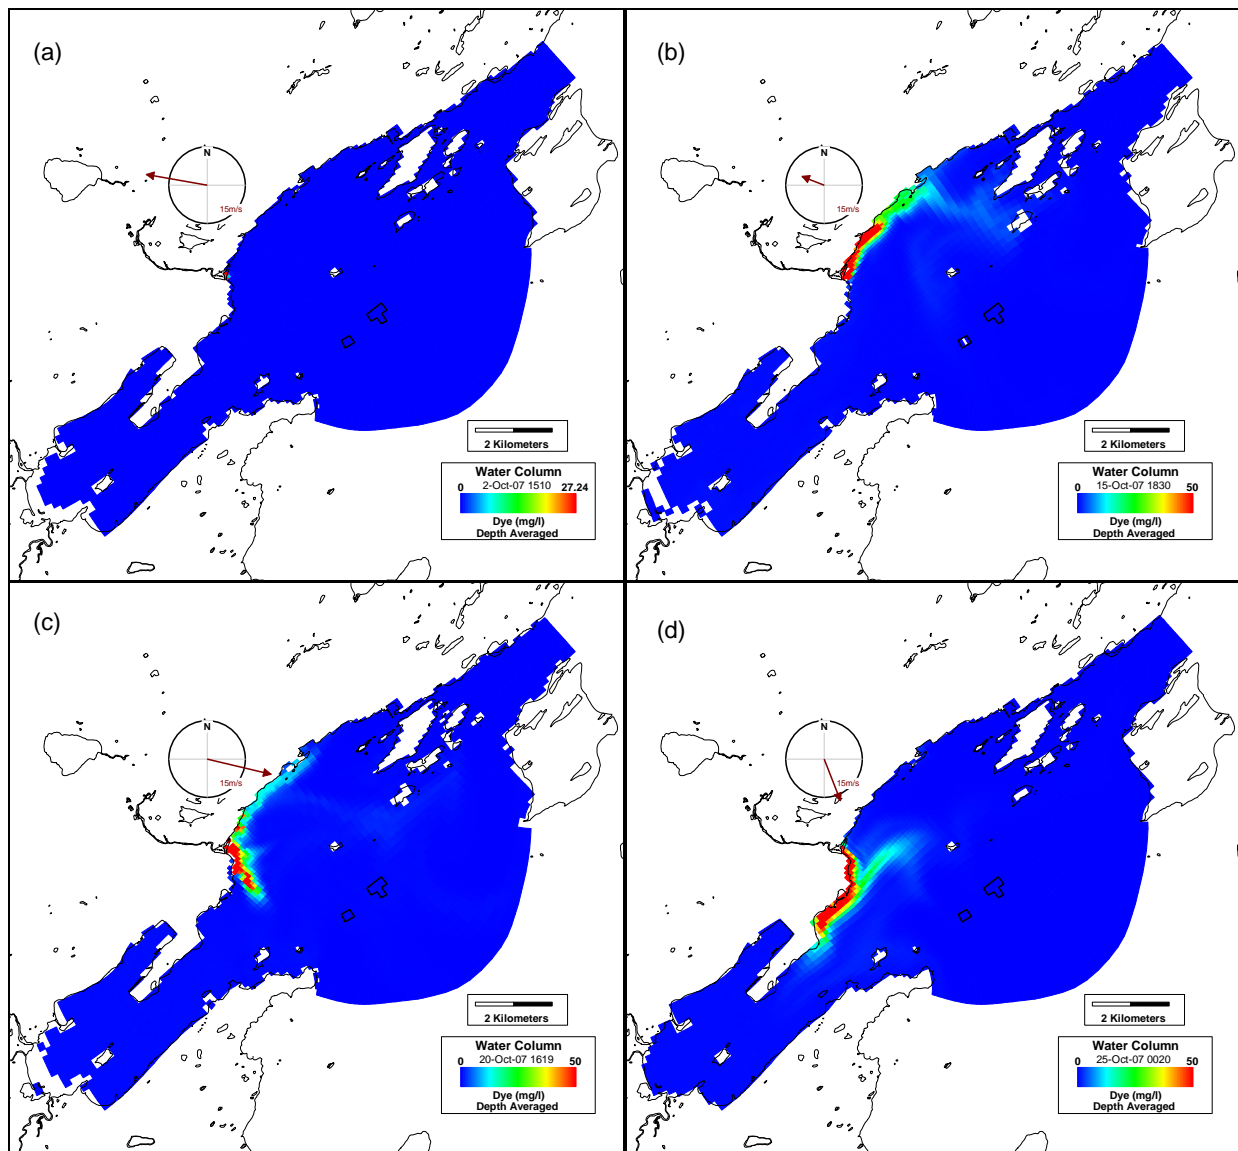 (a)
N
15m/s
2 Kilometers
Water Column
0 2-Oct-07 1510 27.24
Dye (mg/l)
Depth Averaged
(b)
N
15m/s
2 Kilometers
Water Column
0 15-Oct-07 1830 50
Dye (mg/l)
Depth Averaged
(c)
N
15m/s
2 Kilometers
Water Column
0 20-Oct-07 1619 50
Dye (mg/l)
Depth Averaged
(d)
N
15m/s
2 Kilometers
Water Column
0 25-Oct-07 0020 50
Dye (mg/l)
Depth Averaged